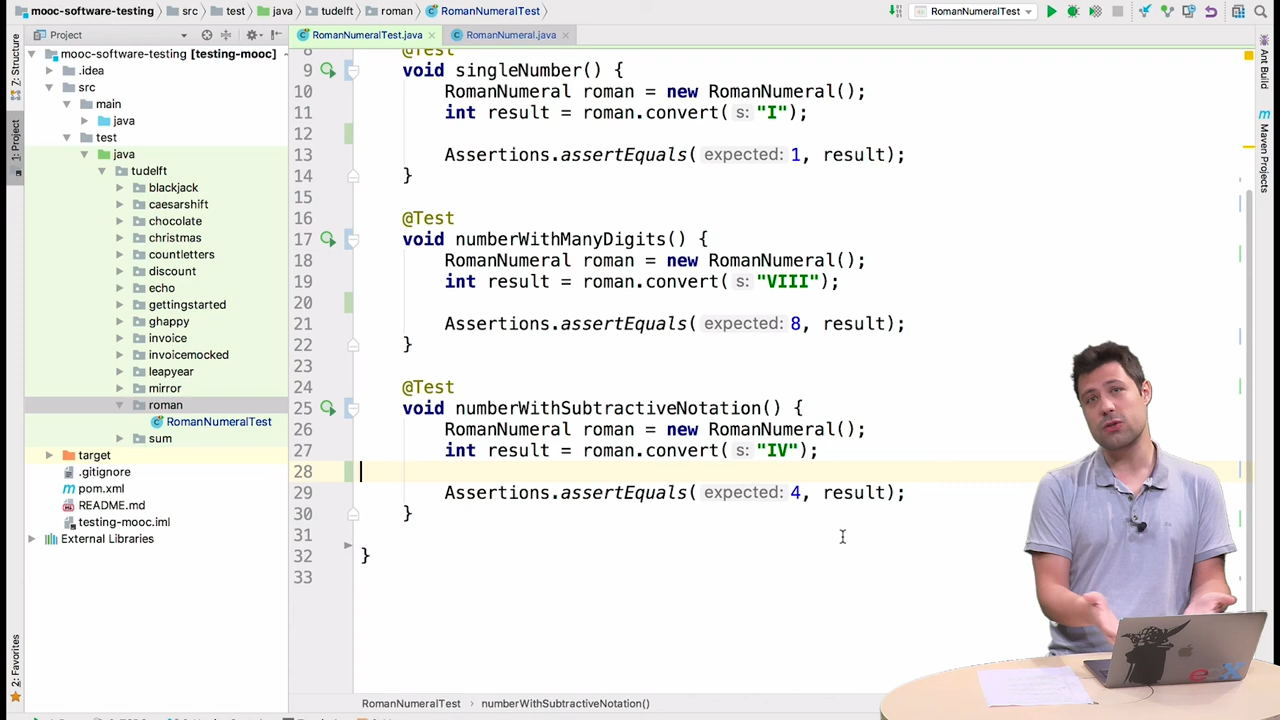 mooc-software-testing src test java tudelft roman RomanNumeralTest
RomanNumeralTest
Project
RomanNumeralTest.java
RomanNumeral.java
7: Structure
1: Project
2: Favorites
mooc-software-testing [testing-mooc]
.idea
src
main
java
test
java
tudelft
blackjack
caesarshift
chocolate
christmas
countletters
discount
echo
gettingstarted
ghappy
invoice
invoicemocked
leapyear
mirror
roman
RomanNumeralTest
sum
target
.gitignore
pom.xml
README.md
testing-mooc.iml
External Libraries
8 @Test
9 void singleNumber() {
10 RomanNumeral roman = new RomanNumeral();
11 int result = roman.convert( s: "I");
12
13 Assertions.assertEquals( expected: 1, result);
14 }
15
16 @Test
17 void numberWithManyDigits() {
18 RomanNumeral roman = new RomanNumeral();
19 int result = roman.convert( s: "VIII");
20
21 Assertions.assertEquals( expected: 8, result);
22 }
23
24 @Test
25 void numberWithSubtractiveNotation() {
26 RomanNumeral roman = new RomanNumeral();
27 int result = roman.convert( s: "IV");
28
29 Assertions.assertEquals( expected: 4, result);
30 }
31
32 }
33
Ant Build
Maven Projects
RomanNumeralTest numberWithSubtractiveNotation()